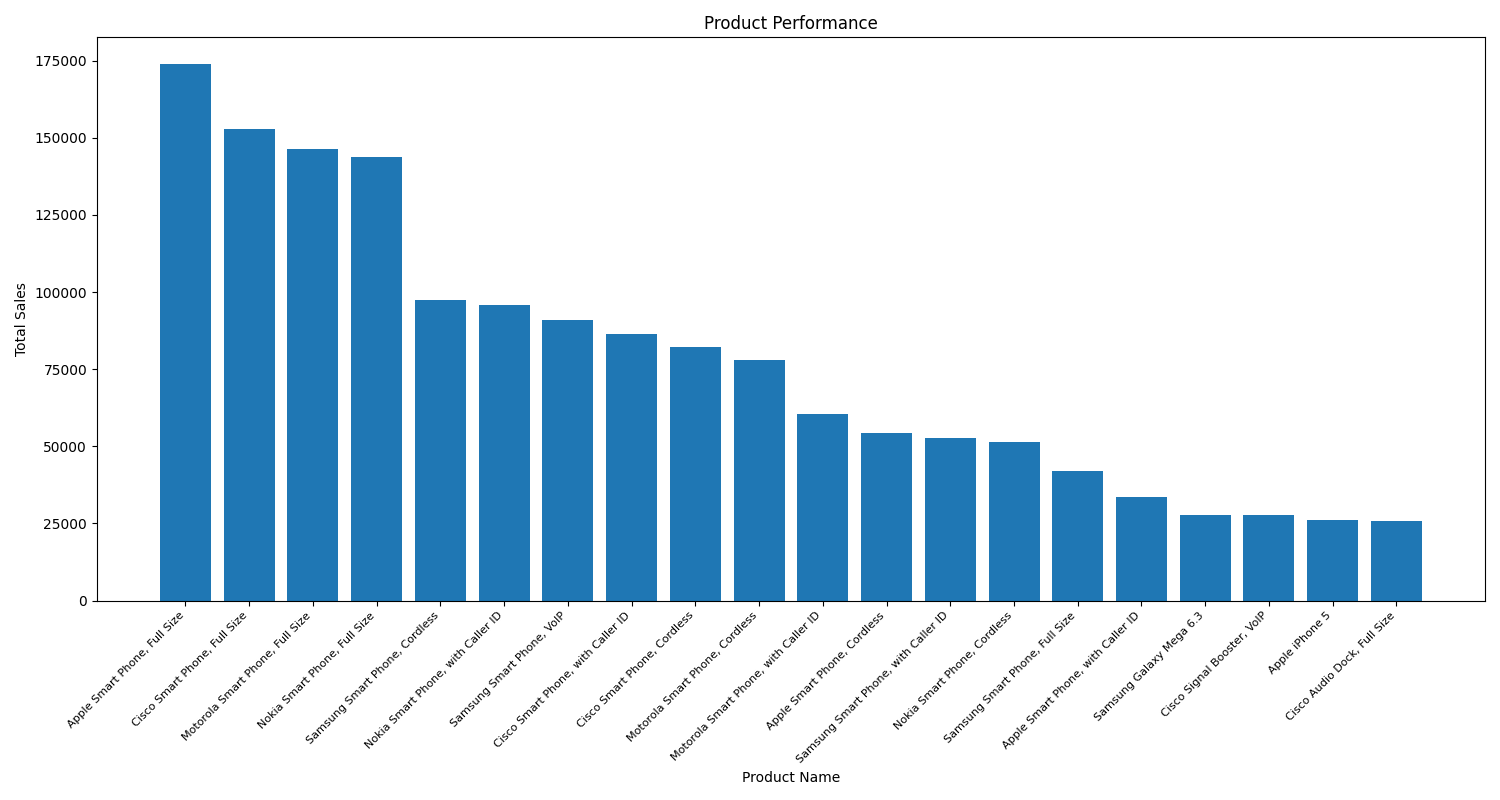 Product Performance
Total Sales
175000
150000
125000
100000
75000
50000
25000
0
Apple Smart Phone, Full Size
Cisco Smart Phone, Full Size
Motorola Smart Phone, Full Size
Nokia Smart Phone, Full Size
Samsung Smart Phone, Cordless
Nokia Smart Phone, with Caller ID
Samsung Smart Phone, VoIP
Cisco Smart Phone, with Caller ID
Cisco Smart Phone, Cordless
Motorola Smart Phone, Cordless
Motorola Smart Phone, with Caller ID
Apple Smart Phone, Cordless
Samsung Smart Phone, with Caller ID
Nokia Smart Phone, Cordless
Samsung Smart Phone, Full Size
Apple Smart Phone, with Caller ID
Samsung Galaxy Mega 6.3
Cisco Signal Booster, VoIP
Apple iPhone 5
Cisco Audio Dock, Full Size
Product Name